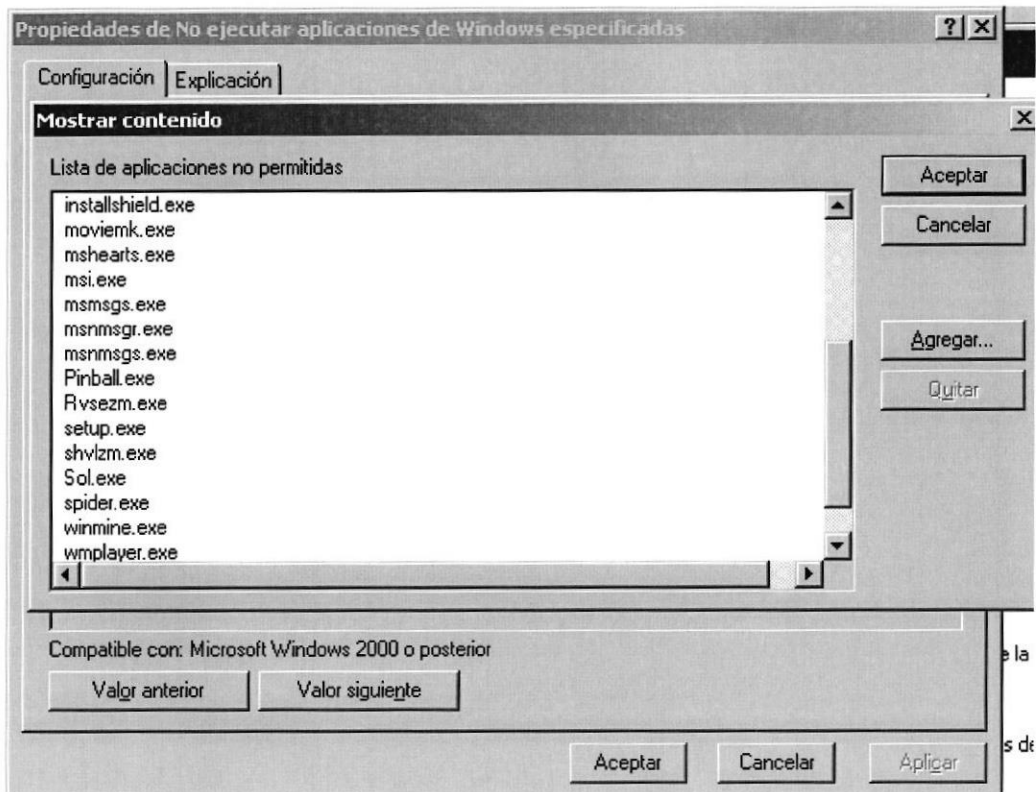 Propiedades de No ejecutar aplicaciones de Windows especificadas
Configuración
Explicación
Mostrar contenido
Lista de aplicaciones no permitidas
installshield.exe
moviemk.exe
mshearts.exe
msi.exe
msmsgs.exe
msnmsgr.exe
msnmsgs.exe
Pinball.exe
Rvsezm.exe
setup.exe
shvlzm.exe
Sol.exe
spider.exe
winmine.exe
wmplayer.exe
Aceptar
Cancelar
Agregar...
Quitar
Compatible con: Microsoft Windows 2000 o posterior
Valor anterior
Valor siguiente
Aceptar
Cancelar
Aplicar
la
s de